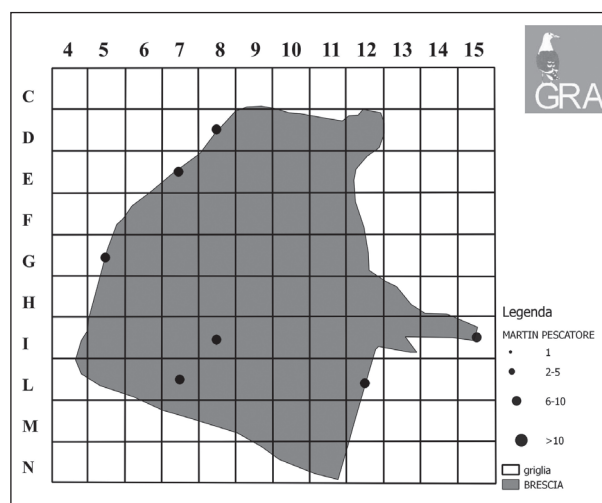 4 5 6 7 8 9 10 11 12 13 14 15
C
D
E
F
G
H
I
L
M
N
GRA
Legenda
MARTIN PESCATORE
1
2-5
6-10
>10
griglia
BRESCIA